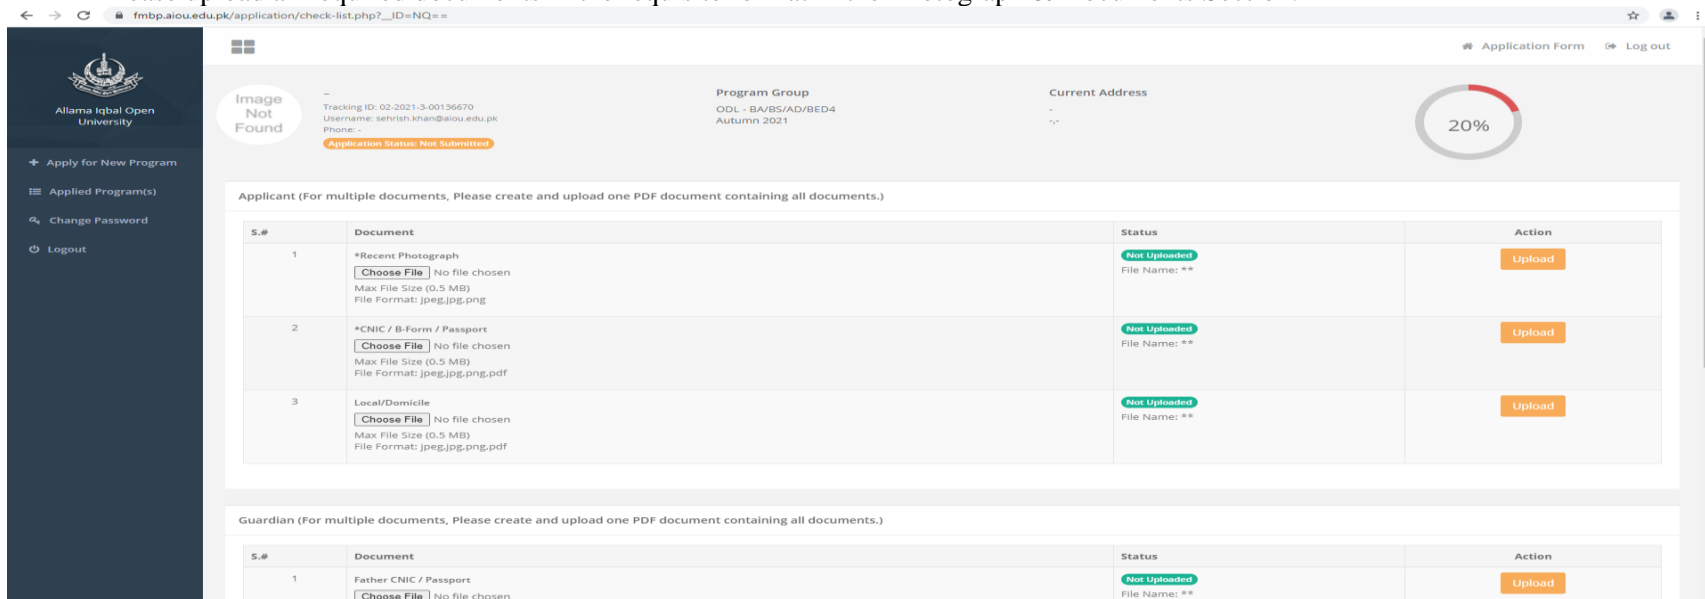 fmbp.aiou.edu.pk/application/check-list.php?__ID=NQ==
Application Form
Log out
Allama Iqbal Open
University
Apply for New Program
Applied Program(s)
Change Password
Logout
Image
Not
Found
–
Tracking ID: 02-2021-3-00136670
Username: sehrish.khan@aiou.edu.pk
Phone: -
Application Status: Not Submitted
Program Group
ODL - BA/BS/AD/BED4
Autumn 2021
Current Address
-
-,-
20%
Applicant (For multiple documents, Please create and upload one PDF document containing all documents.)
S.# Document Status Action
1 *Recent Photograph Not Uploaded Upload
Choose File No file chosen File Name: **
Max File Size (0.5 MB)
File Format: jpeg,jpg,png
2 *CNIC / B-Form / Passport Not Uploaded Upload
Choose File No file chosen File Name: **
Max File Size (0.5 MB)
File Format: jpeg,jpg,png,pdf
3 Local/Domicile Not Uploaded Upload
Choose File No file chosen File Name: **
Max File Size (0.5 MB)
File Format: jpeg,jpg,png,pdf
Guardian (For multiple documents, Please create and upload one PDF document containing all documents.)
S.# Document Status Action
1 Father CNIC / Passport Not Uploaded Upload
Choose File No file chosen File Name: **